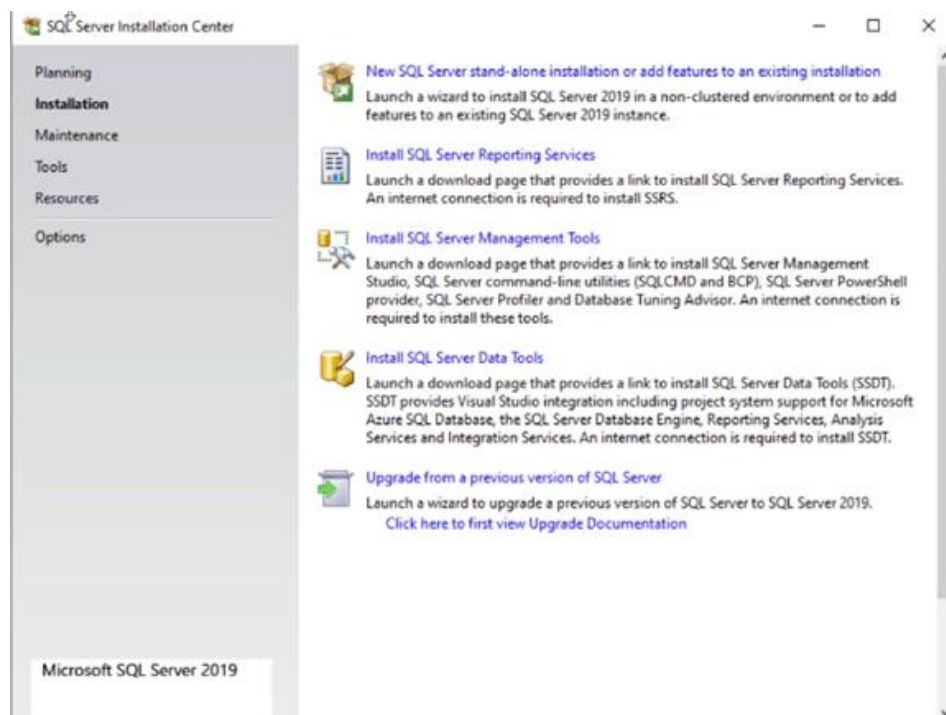 SQL Server Installation Center
Planning
Installation
Maintenance
Tools
Resources
Options
Microsoft SQL Server 2019
New SQL Server stand-alone installation or add features to an existing installation
Launch a wizard to install SQL Server 2019 in a non-clustered environment or to add
features to an existing SQL Server 2019 instance.
Install SQL Server Reporting Services
Launch a download page that provides a link to install SQL Server Reporting Services.
An internet connection is required to install SSRS.
Install SQL Server Management Tools
Launch a download page that provides a link to install SQL Server Management
Studio, SQL Server command-line utilities (SQLCMD and BCP), SQL Server PowerShell
provider, SQL Server Profiler and Database Tuning Advisor. An internet connection is
required to install these tools.
Install SQL Server Data Tools
Launch a download page that provides a link to install SQL Server Data Tools (SSDT).
SSDT provides Visual Studio integration including project system support for Microsoft
Azure SQL Database, the SQL Server Database Engine, Reporting Services, Analysis
Services and Integration Services. An internet connection is required to install SSDT.
Upgrade from a previous version of SQL Server
Launch a wizard to upgrade a previous version of SQL Server to SQL Server 2019.
Click here to first view Upgrade Documentation